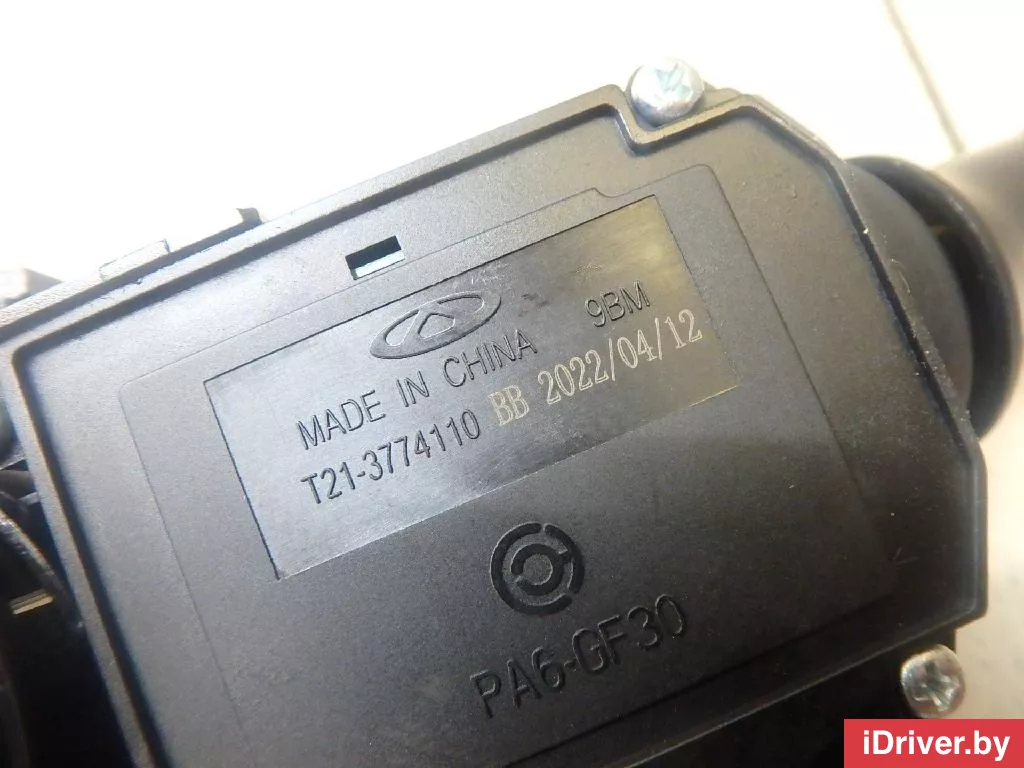 9BM
MADE IN CHINA
T21-3774110 BB 2022/04/12
PA6-GF30
iDriver.by